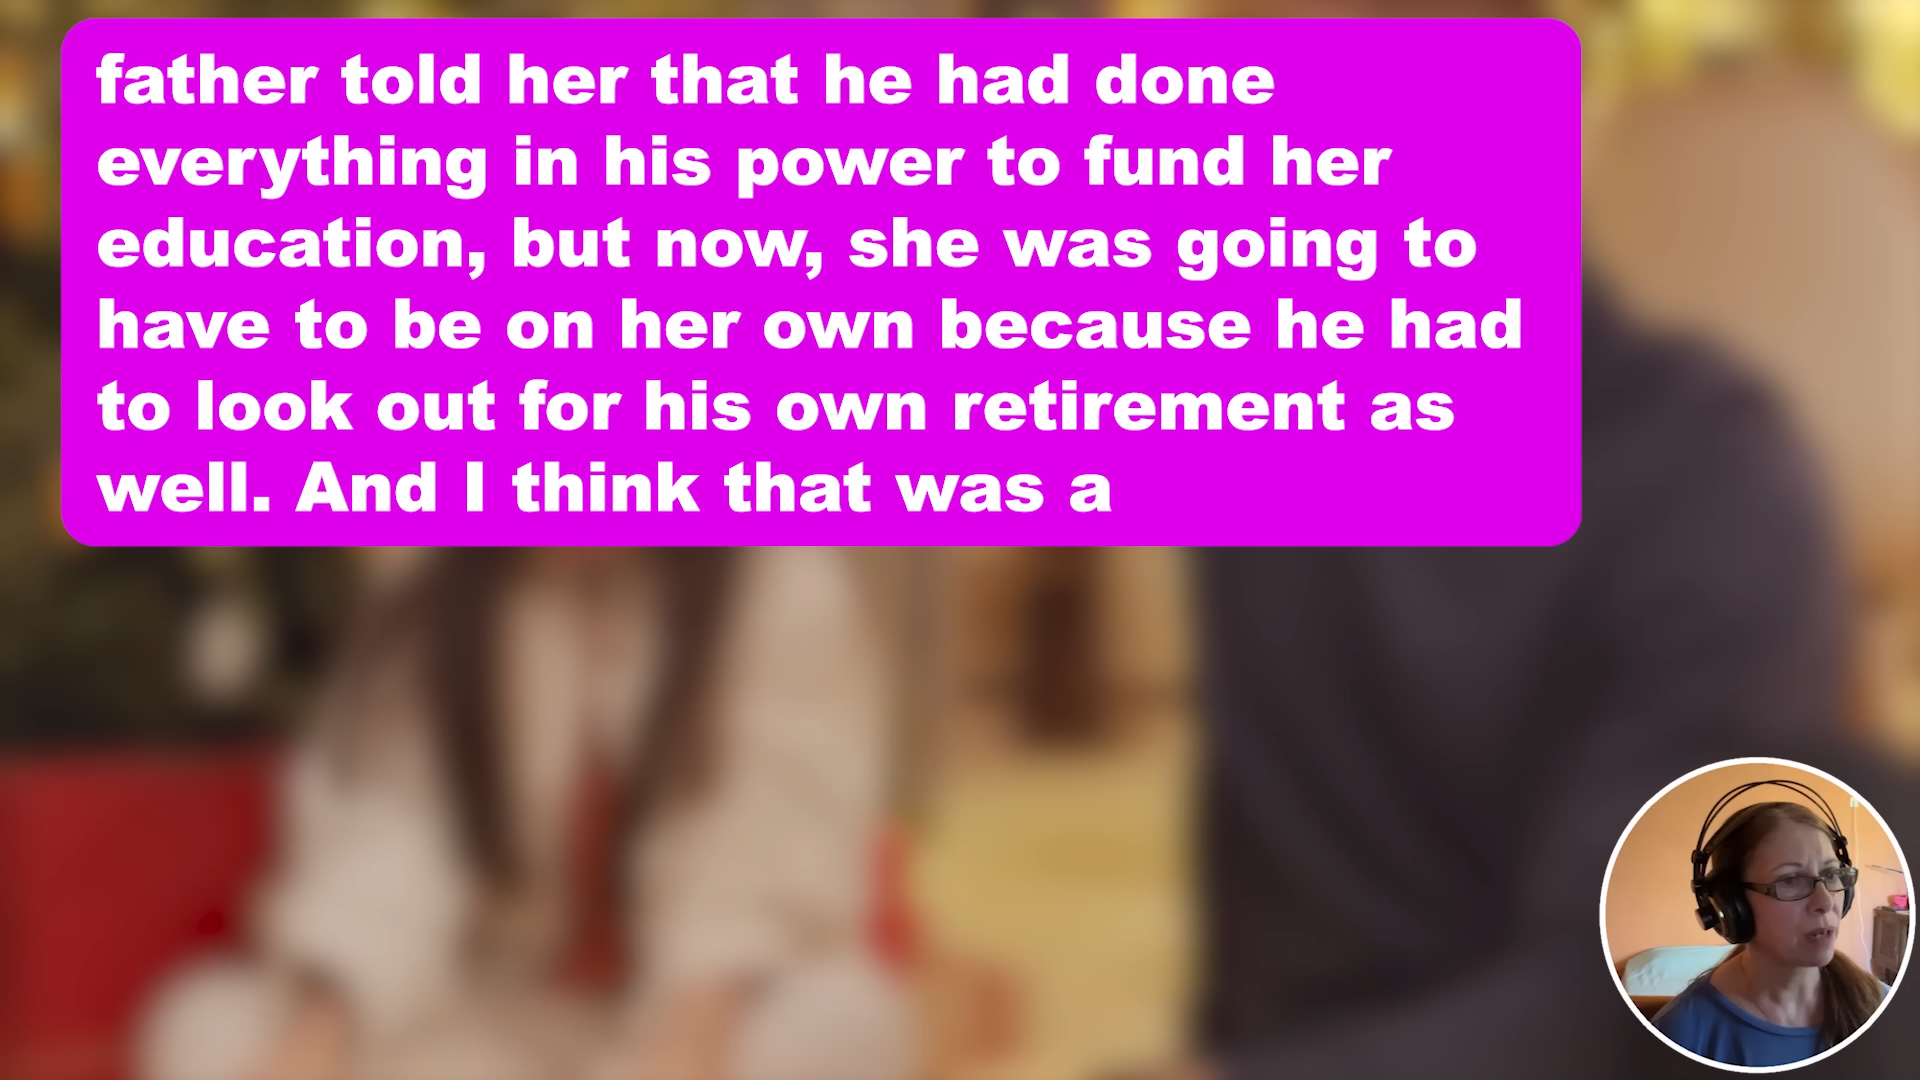 father told her that he had done
everything in his power to fund her
education, but now, she was going to
have to be on her own because he had
to look out for his own retirement as
well. And I think that was a